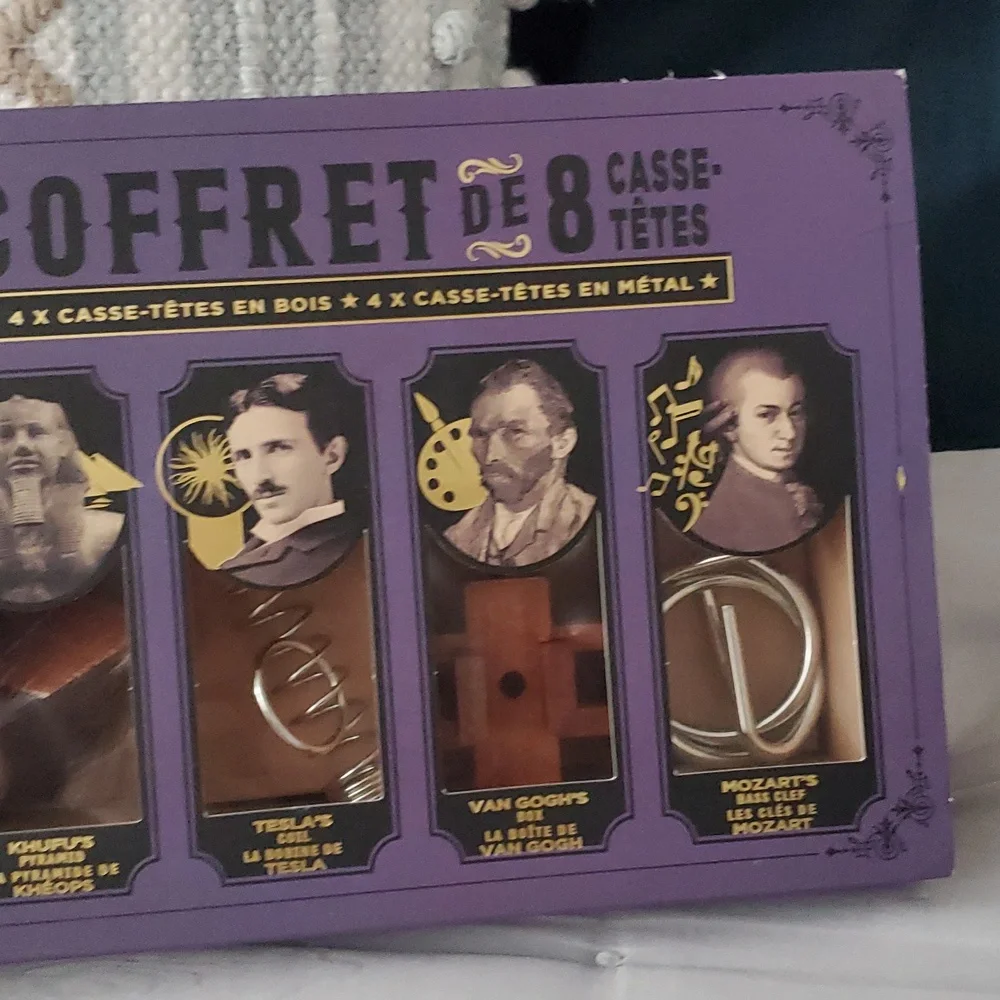 COFFRET DE 8 CASSE-
TÊTES
4 X CASSE-TÊTES EN BOIS ★ 4 X CASSE-TÊTES EN MÉTAL ★
KHUFU'S
PYRAMID
LA PYRAMIDE DE
KHÉOPS
TESLA'S
COIL
LA BOBINE DE
TESLA
VAN GOGH'S
BOX
LA BOÎTE DE
VAN GOGH
MOZART'S
BASS CLEF
LES CLÉS DE
MOZART